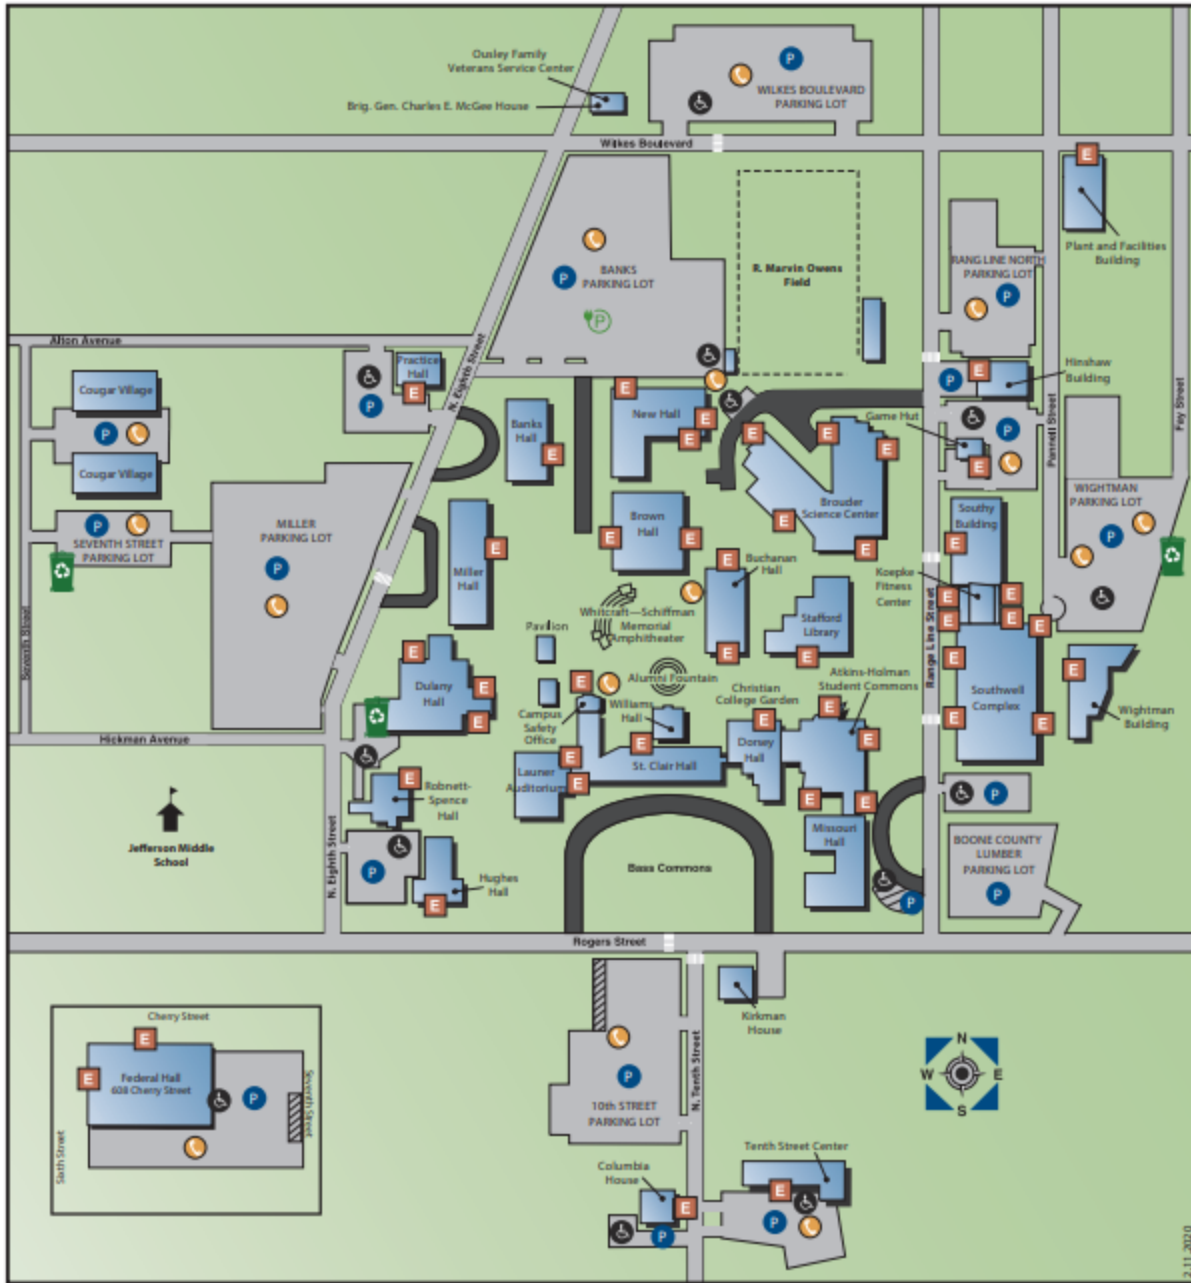 Ousley Family
Veterans Service Center
Brig. Gen. Charles E. McGee House
P
WILKES BOULEVARD
PARKING LOT
Wilkes Boulevard
E
Plant and Facilities
Building
BANKS
PARKING LOT
P
P
R. Marvin Owens
Field
RANG LINE NORTH
PARKING LOT
P
Alton Avenue
N. Eighth Street
Practice
Hall
E
P
Cougar Village
P
Cougar Village
Banks
Hall
E
New Hall
E
E
E
P
E
Hinshaw
Building
Game Hut
P
E
Pannell Street
Fay Street
E
E
E
Brouder
Science Center
E
E
WIGHTMAN
PARKING LOT
P
P
SEVENTH STREET
PARKING LOT
MILLER
PARKING LOT
P
Miller
Hall
E
Brown
Hall
E
E
E
Buchanan
Hall
E
Southy
Building
E
Koepke
Fitness
Center
E
E
E
E
E
Seventh Street
Whitcraft—Schiffman
Memorial
Amphitheater
Stafford
Library
E
Range Line Street
Pavilion
E
Dulany
Hall
E
E
Alumni Fountain
Atkins-Holman
Student Commons
E
Southwell
Complex
E
E
E
Wightman
Building
Campus
Safety
Office
E
Williams
Hall
Christian
College Garden
E
E
E
Hickman Avenue
Dorsey
Hall
E
St. Clair Hall
E
E
Launer
Auditorium
E
E
E
Robnett-
Spence
Hall
P
Jefferson Middle
School
N. Eighth Street
Missouri
Hall
BOONE COUNTY
LUMBER
PARKING LOT
P
P
Hughes
Hall
E
Bass Commons
P
Rogers Street
Kirkman
House
Cherry Street
E
E
Federal Hall
608 Cherry Street
P
Seventh Street
Sixth Street
P
10th STREET
PARKING LOT
N. Tenth Street
N
W
E
S
Tenth Street Center
E
P
Columbia
House
E
P
2.11.2020